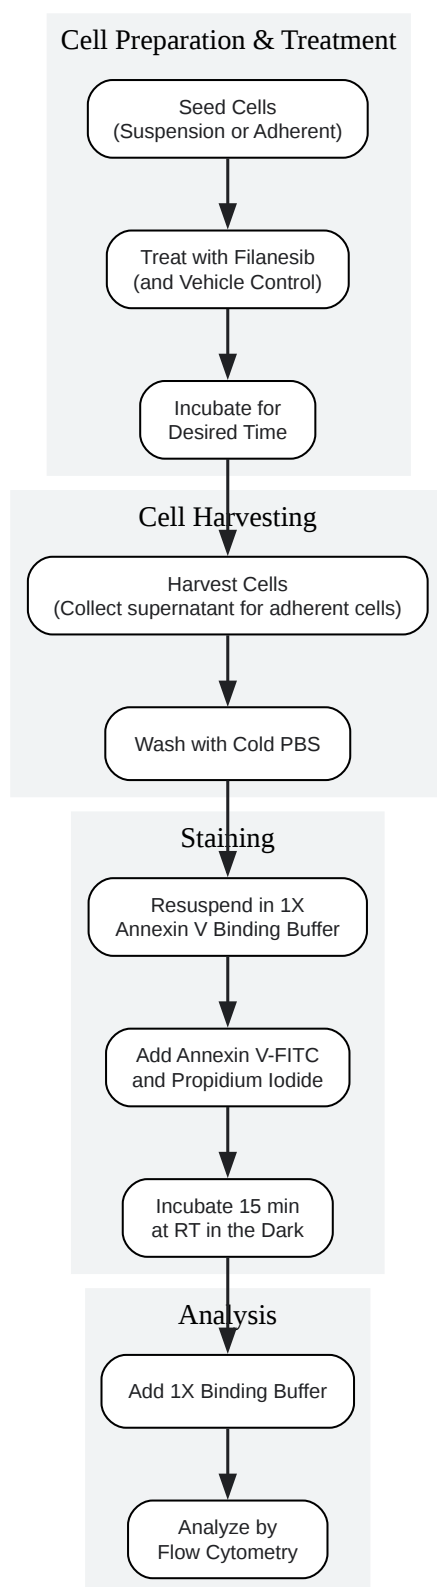 Cell Preparation & Treatment
Seed Cells
(Suspension or Adherent)
Treat with Filanesib
(and Vehicle Control)
Incubate for
Desired Time
Cell Harvesting
Harvest Cells
(Collect supernatant for adherent cells)
Wash with Cold PBS
Staining
Resuspend in 1X
Annexin V Binding Buffer
Add Annexin V-FITC
and Propidium Iodide
Incubate 15 min
at RT in the Dark
Analysis
Add 1X Binding Buffer
Analyze by
Flow Cytometry